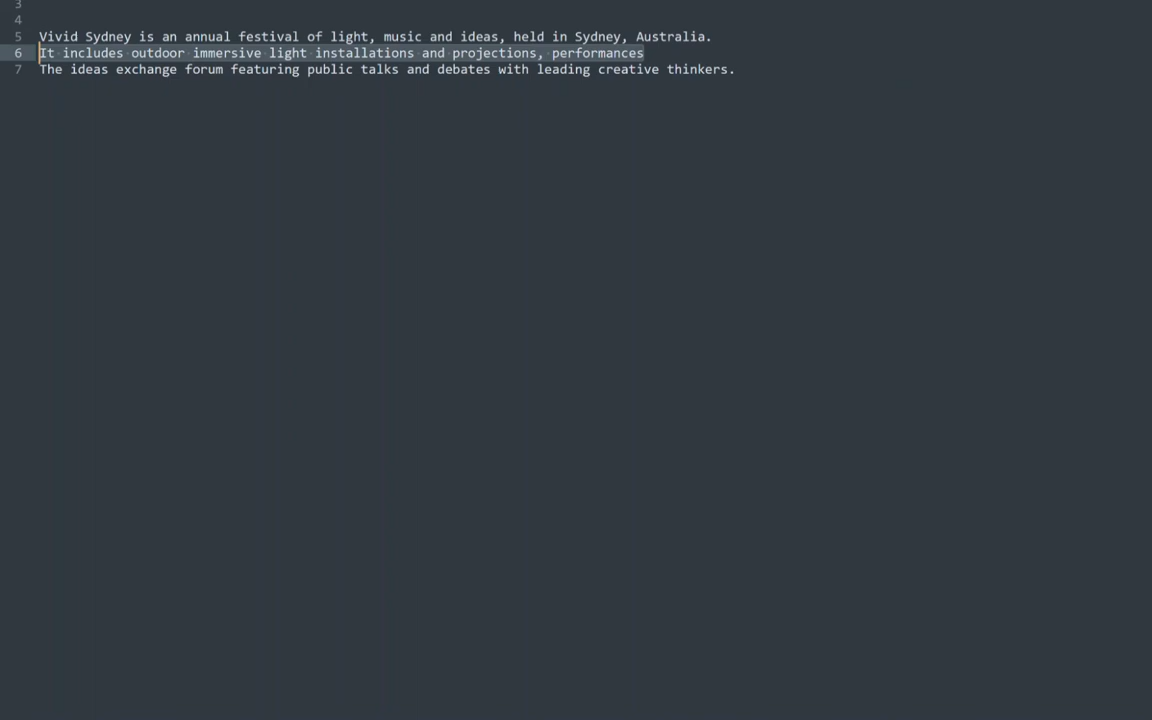 3
4
5 Vivid Sydney is an annual festival of light, music and ideas, held in Sydney, Australia.
6 It includes outdoor immersive light installations and projections, performances
7 The ideas exchange forum featuring public talks and debates with leading creative thinkers.